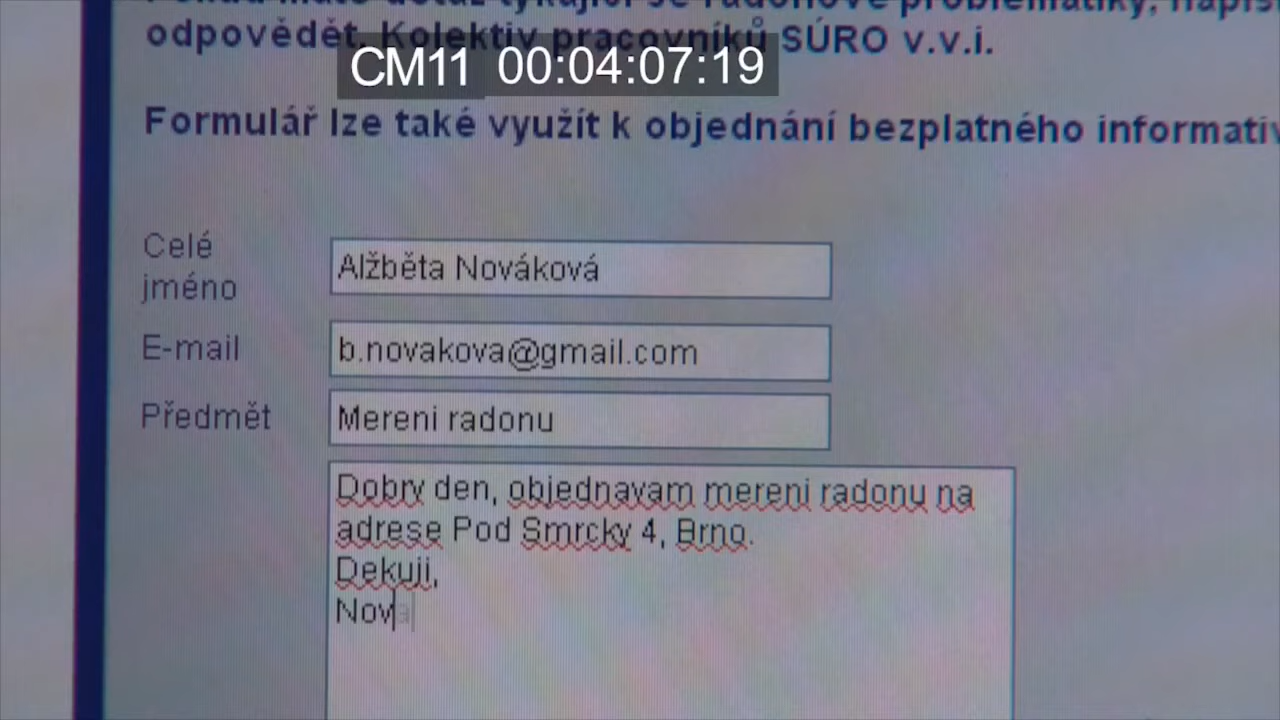 odpovědět. Kolektiv pracovníků SÚRO v.v.i.
CM11 00:04:07:19
Formulář lze také využít k objednání bezplatného
Celé
jméno
Alžběta Nováková
E-mail
b.novakova@gmail.com
Předmět
Mereni radonu
Dobry den, objednavam mereni radonu na
adrese Pod Smrcky 4, Brno.
Dekuji,
Nov